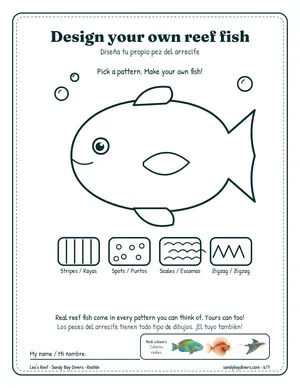 Design your own reef fish
Diseña tu propio pez del arrecife
Pick a pattern. Make your own fish!
Stripes / Rayas
Spots / Puntos
Scales / Escamas
Zigzag / Zigzag
Real reef fish come in every pattern you can think of. Yours can too!
Los peces del arrecife tienen todo tipo de dibujos. ¡El tuyo también!
Real colours
Colores reales
My name / Mi nombre:
Leo's Reef · Sandy Bay Divers · Roatán
sandybaydivers.com · 6/9